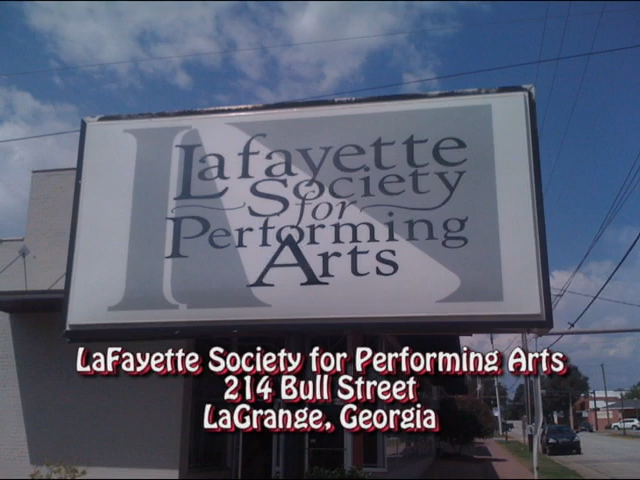 Lafayette
Society
for
Performing
Arts
LaFayette Society for Performing Arts
214 Bull Street
LaGrange, Georgia